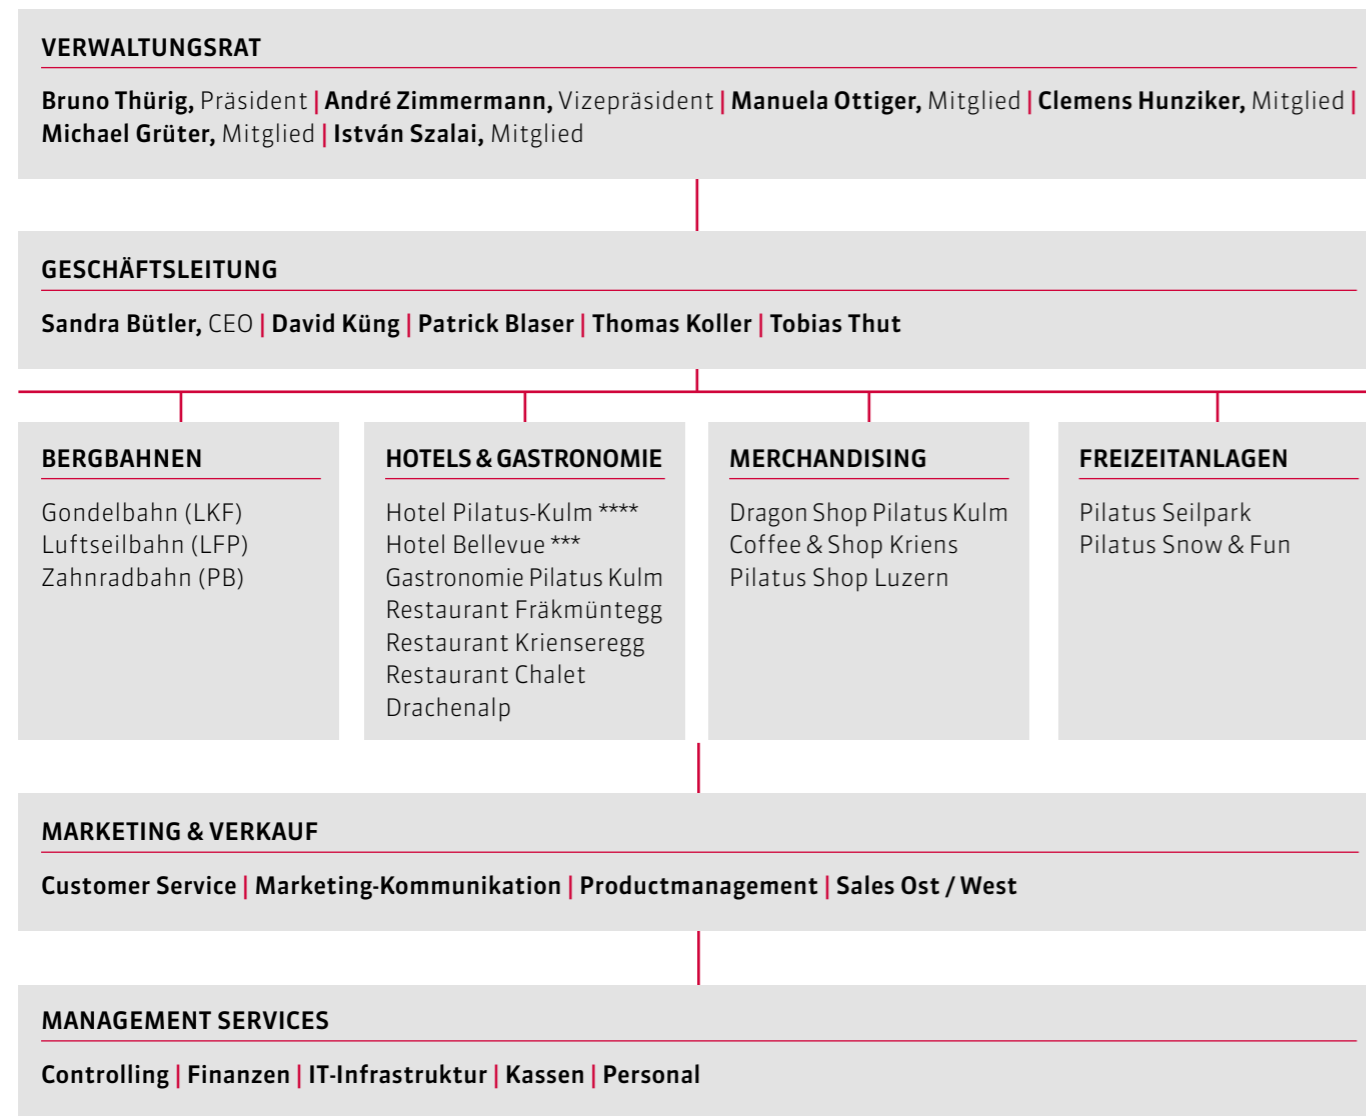 VERWALTUNGSRAT
Bruno Thürig, Präsident | André Zimmermann, Vizepräsident | Manuela Ottiger, Mitglied | Clemens Hunziker, Mitglied |
Michael Grüter, Mitglied | István Szalai, Mitglied
GESCHÄFTSLEITUNG
Sandra Bütler, CEO | David Küng | Patrick Blaser | Thomas Koller | Tobias Thut
BERGBAHNEN
Gondelbahn (LKF)
Luftseilbahn (LFP)
Zahnradbahn (PB)
HOTELS & GASTRONOMIE
Hotel Pilatus-Kulm ****
Hotel Bellevue ***
Gastronomie Pilatus Kulm
Restaurant Fräkmüntegg
Restaurant Krienseregg
Restaurant Chalet
Drachenalp
MERCHANDISING
Dragon Shop Pilatus Kulm
Coffee & Shop Kriens
Pilatus Shop Luzern
FREIZEITANLAGEN
Pilatus Seilpark
Pilatus Snow & Fun
MARKETING & VERKAUF
Customer Service | Marketing-Kommunikation | Productmanagement | Sales Ost / West
MANAGEMENT SERVICES
Controlling | Finanzen | IT-Infrastruktur | Kassen | Personal